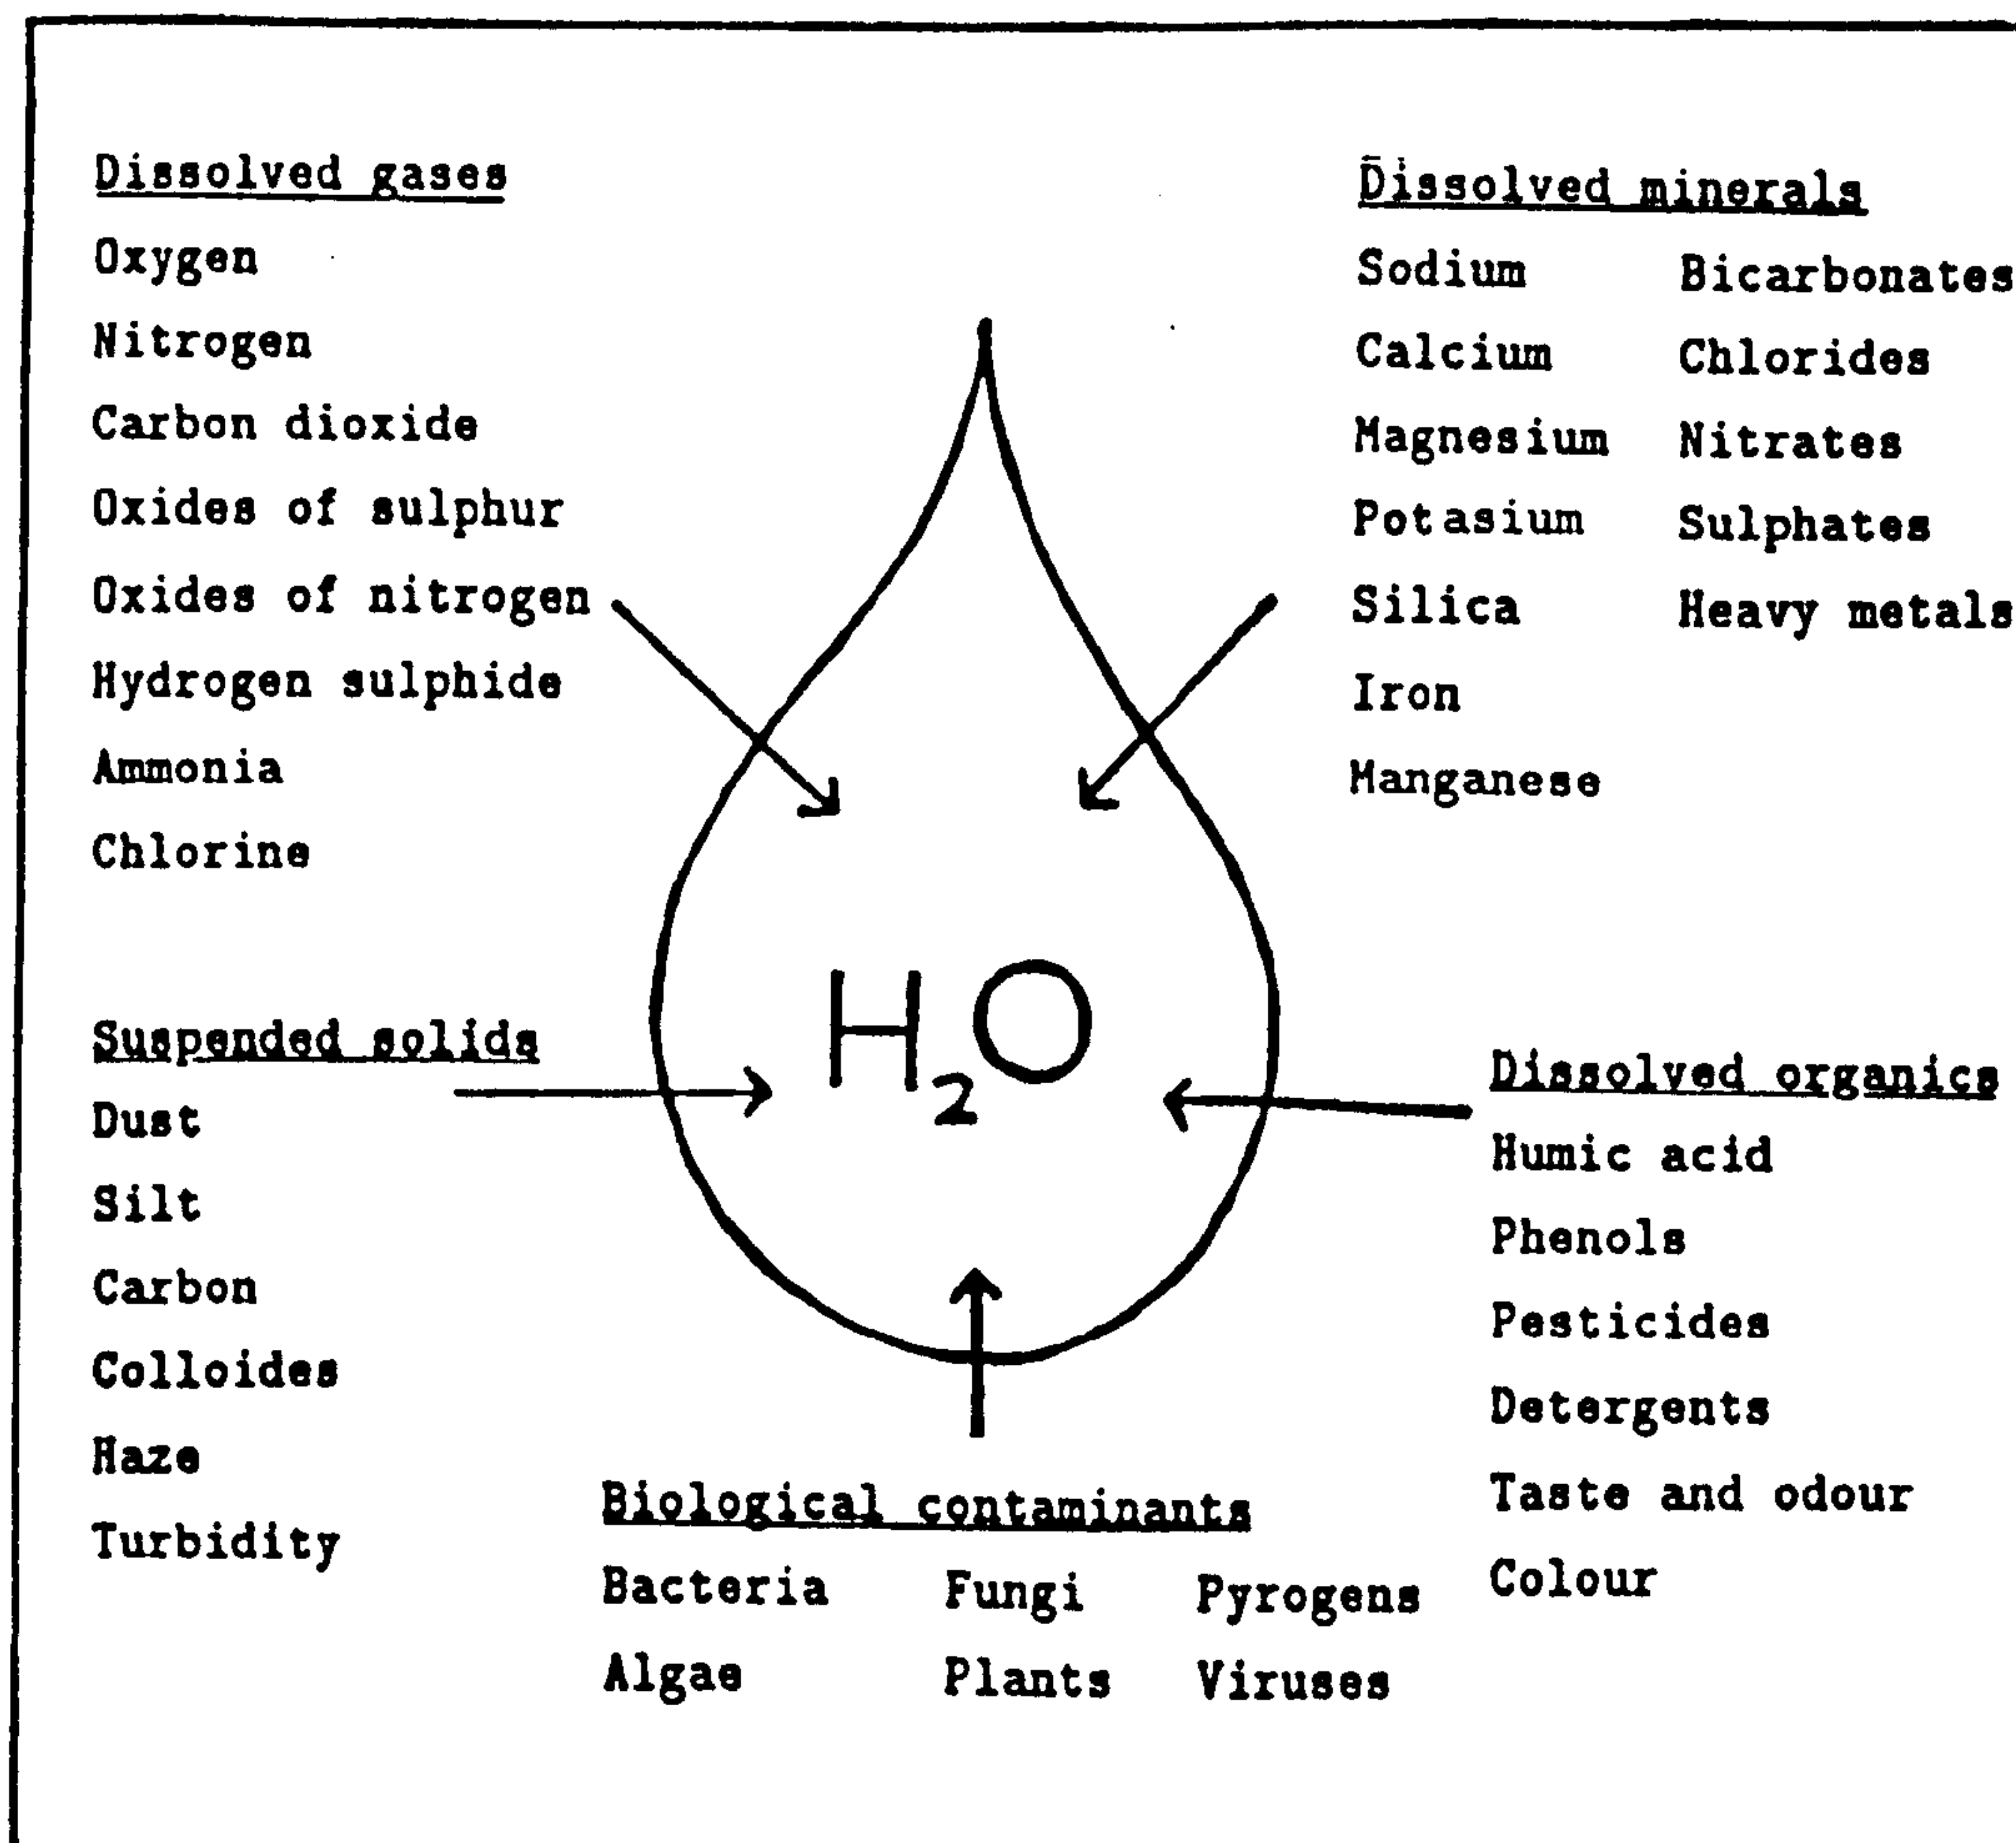 Dissolved gases
Oxygen
Nitrogen
Carbon dioxide
Oxides of sulphur
Oxides of nitrogen
Hydrogen sulphide
Ammonia
Chlorine
Dissolved minerals
Sodium Bicarbonates
Calcium Chlorides
Magnesium Nitrates
Potasium Sulphates
Silica Heavy metals
Iron
Manganese
H₂O
Suspended solids
Dust
Silt
Carbon
Colloides
Haze
Turbidity
Dissolved organics
Humic acid
Phenols
Pesticides
Detergents
Taste and odour
Colour
Biological contaminants
Bacteria Fungi Pyrogens
Algae Plants Viruses